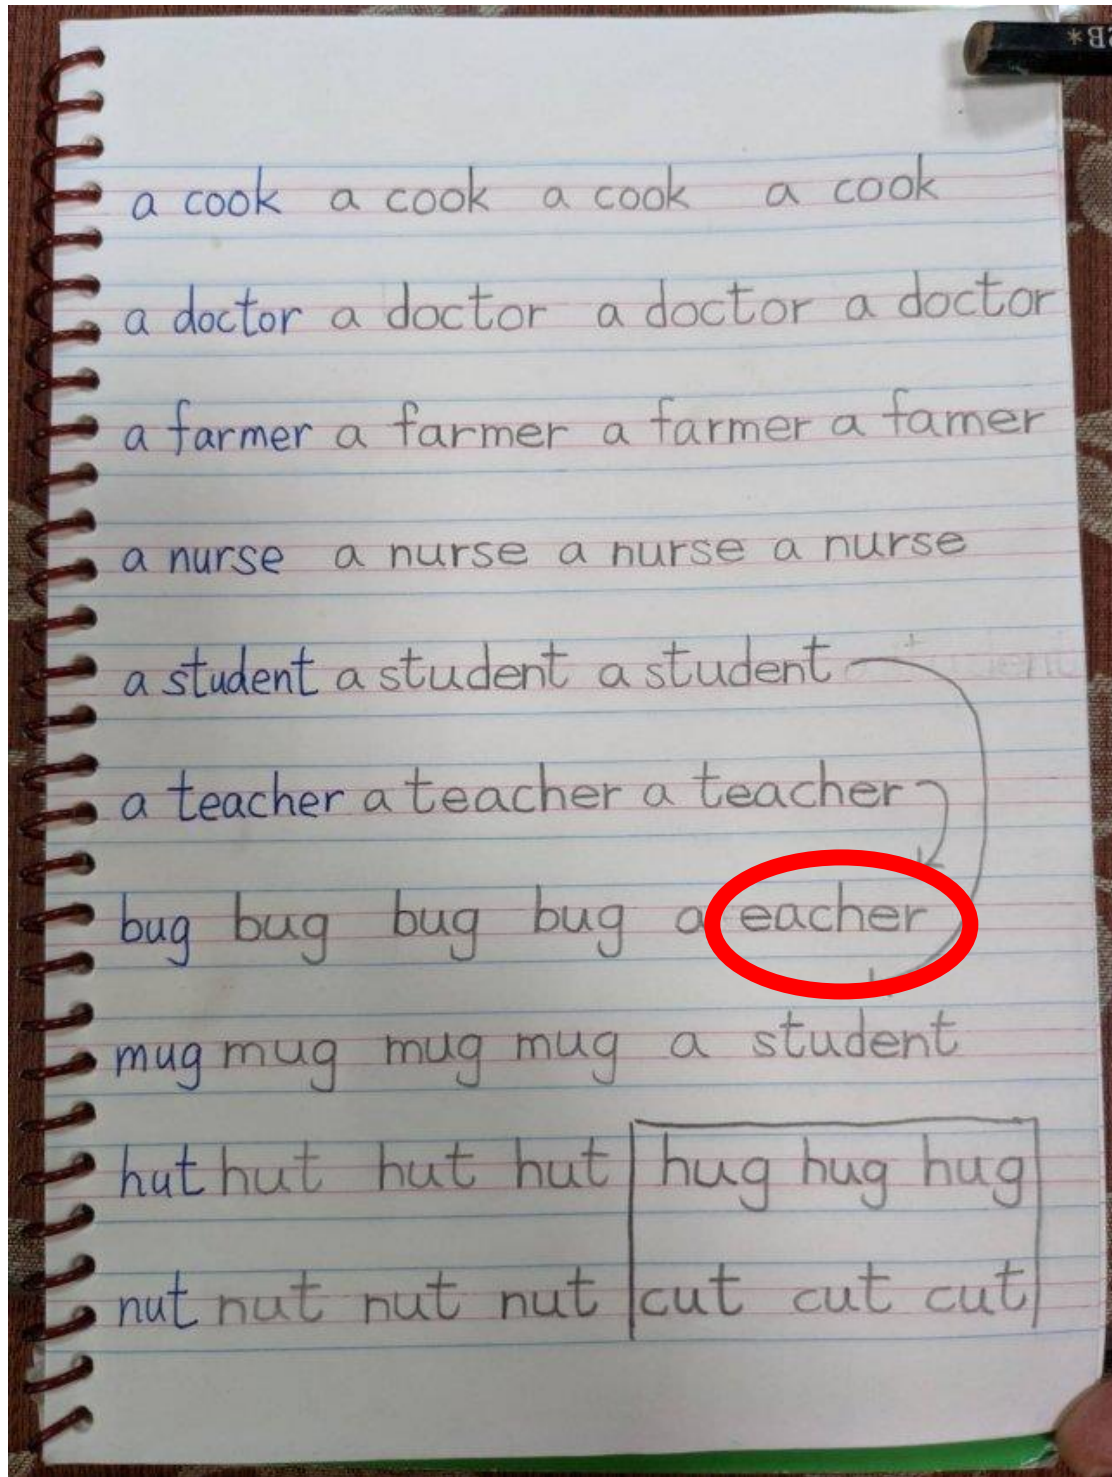 B*
a cook a cook a cook a cook
a doctor a doctor a doctor a doctor
a farmer a farmer a farmer a famer
a nurse a nurse a nurse a nurse
a student a student a student
a teacher a teacher a teacher
bug bug bug bug a eacher
mug mug mug mug a student
hut hut hut hut hug hug hug
nut nut nut nut cut cut cut